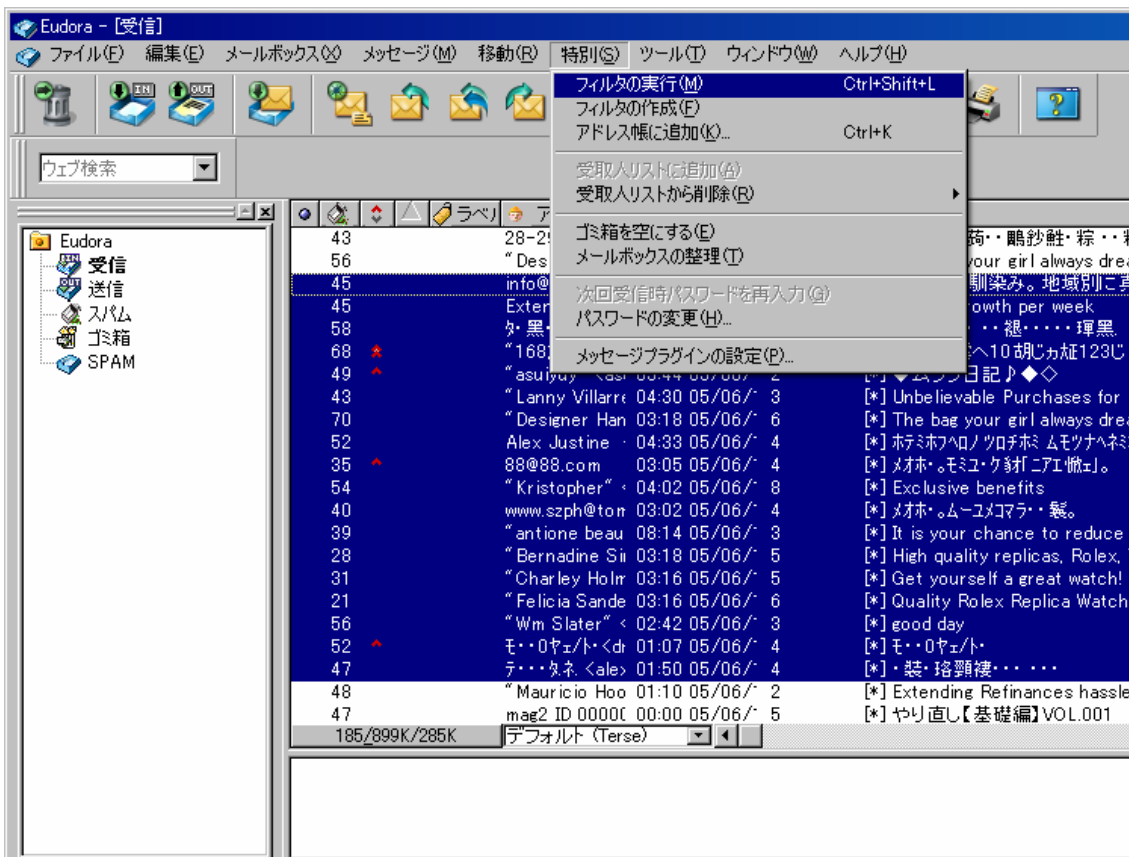 Eudora - [受信]
ファイル(F) 編集(E) メールボックス(X) メッセージ(M) 移動(R) 特別(S) ツール(T) ウィンドウ(W) ヘルプ(H)
IN OUT
フィルタの実行(M) Ctrl+Shift+L
フィルタの作成(F)
アドレス帳に追加(K)... Ctrl+K
受取人リストに追加(A)
受取人リストから削除(R)
ゴミ箱を空にする(E)
メールボックスの整理(T)
次回受信時パスワードを再入力(G)
パスワードの変更(H)...
メッセージプラグインの設定(P)...
ウェブ検索
Eudora
受信
送信
スパム
ゴミ箱
SPAM
ラベル
43 28-2
56 "Des your girl always drea
45 info@ 馴染み。地域別に
45 Exter owth per week
58
68 "168
49 "asuyuy" 2 日記♪◆◇
43 "Lanny Villarre 04:30 05/06/ 3 [*] Unbelievable Purchases for
70 "Designer Han 03:18 05/06/ 6 [*] The bag your girl always drea
52 Alex Justine 04:33 05/06/ 4 [*]
35 88@88.com 03:05 05/06/ 4 [*]
54 "Kristopher" < 04:02 05/06/ 8 [*] Exclusive benefits
40 www.szph@tom 03:02 05/06/ 4 [*]
39 "antione beau 08:14 05/06/ 3 [*] It is your chance to reduce
28 "Bernadine Sii 03:18 05/06/ 5 [*] High quality replicas, Rolex,
31 "Charley Holm 03:16 05/06/ 5 [*] Get yourself a great watch!
21 "Felicia Sande 03:16 05/06/ 6 [*] Quality Rolex Replica Watch
56 "Wm Slater" < 02:42 05/06/ 3 [*] good day
52 01:07 05/06/ 4 [*]
47 <ale> 01:50 05/06/ 4 [*]
48 "Mauricio Hoo 01:10 05/06/ 2 [*] Extending Refinances hassle
47 mag2 ID 0000 00:00 05/06/ 5 [*] やり直し【基礎編】VOL.001
185/899K/285K デフォルト (Terse)